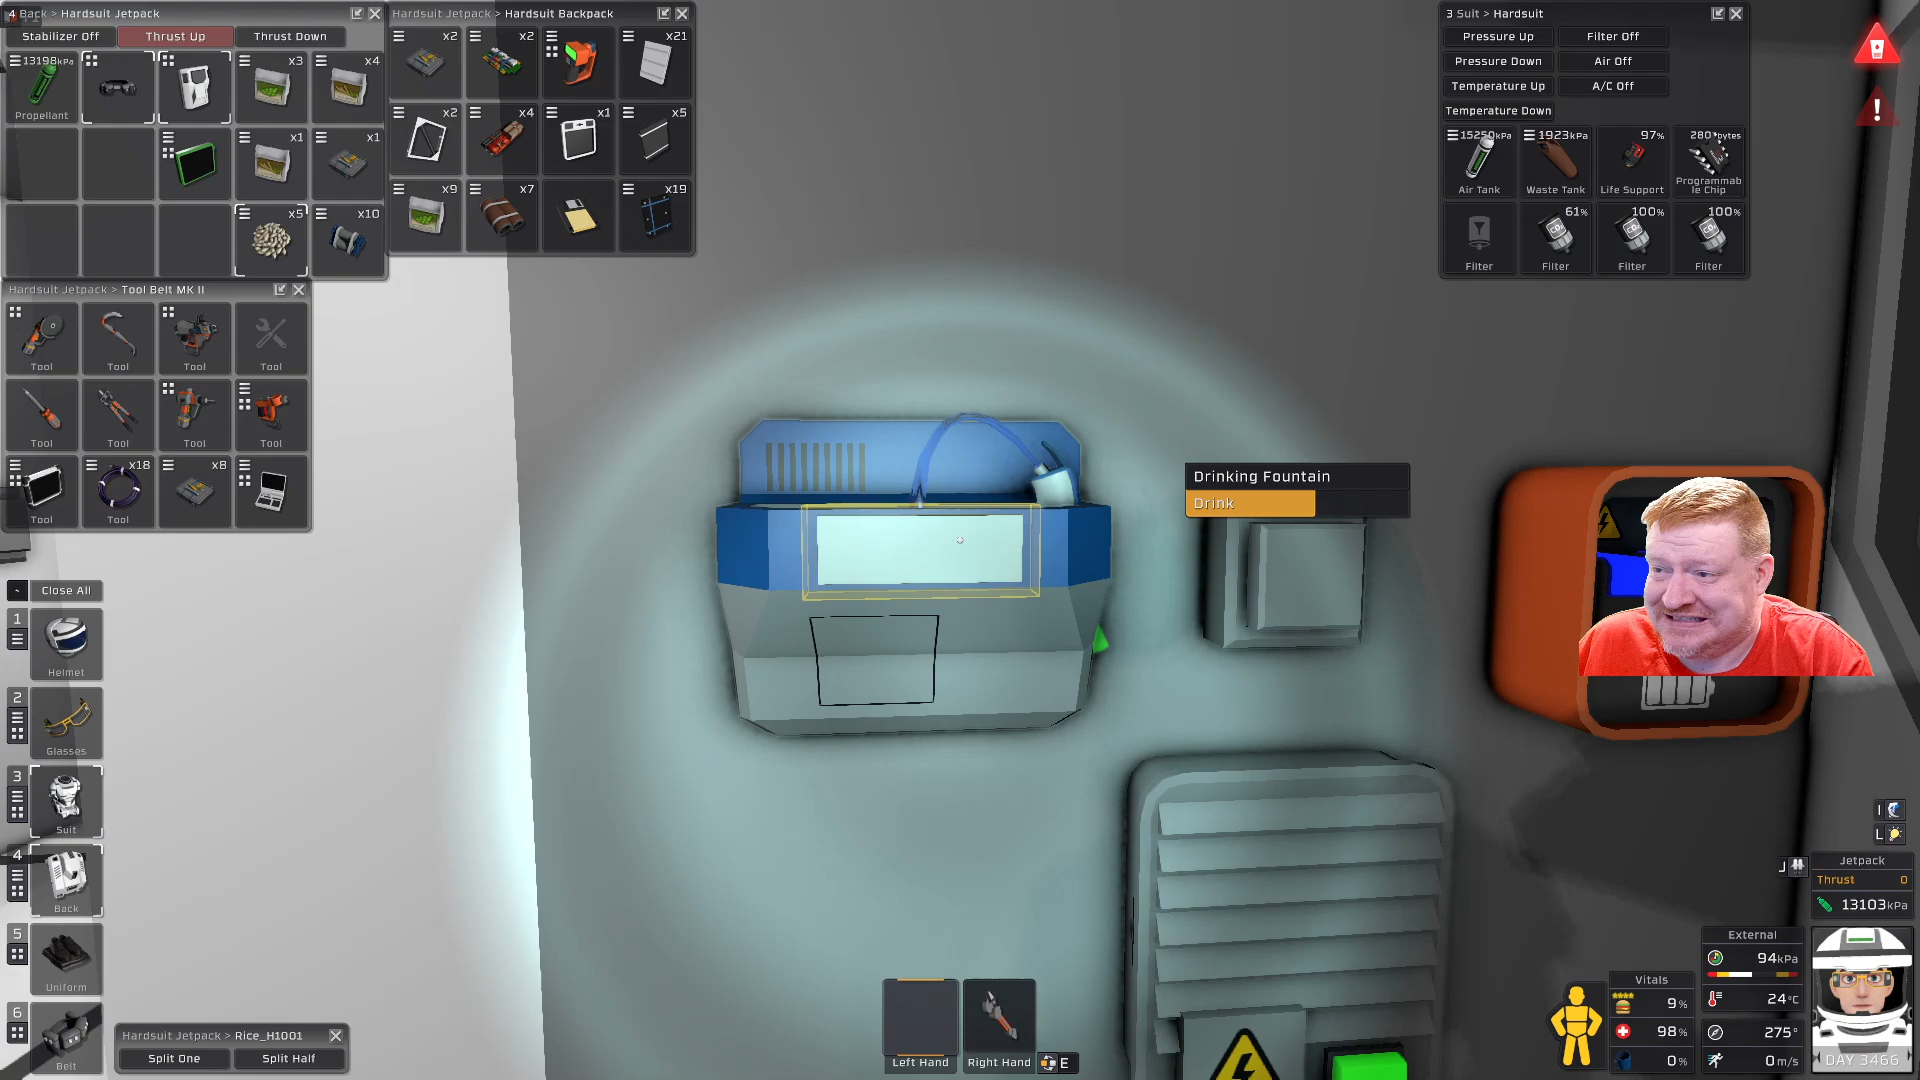 4 Back > Hardsuit Jetpack
Stabilizer Off
Thrust Up
Thrust Down
13198kPa
Propellant
x3
x4
x1
x1
x5
x10
Hardsuit Jetpack > Hardsuit Backpack
x2
x2
x21
x2
x4
x1
x5
x9
x7
x19
3 Suit > Hardsuit
Pressure Up
Filter Off
Pressure Down
Air Off
Temperature Up
A/C Off
Temperature Down
15250kPa
Air Tank
1923kPa
Waste Tank
97%
Life Support
280 bytes
Programmab
le Chip
Filter
61%
Filter
100%
Filter
100%
Filter
Hardsuit Jetpack > Tool Belt MK II
Tool
Tool
Tool
Tool
Tool
Tool
Tool
Tool
Tool
x18
Tool
x8
Drinking Fountain
Drink
~
Close All
1
Helmet
2
Glasses
3
Suit
4
Back
5
Uniform
6
Belt
Hardsuit Jetpack > Rice_H1001
Split One
Split Half
Left Hand
Right Hand
E
I
L
J
Jetpack
Thrust 0
13103kPa
External
94kPa
24°C
275°
0m/s
Vitals
9%
98%
0%
DAY 3466